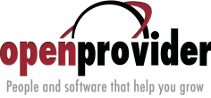 openprovider
People and software that help you grow